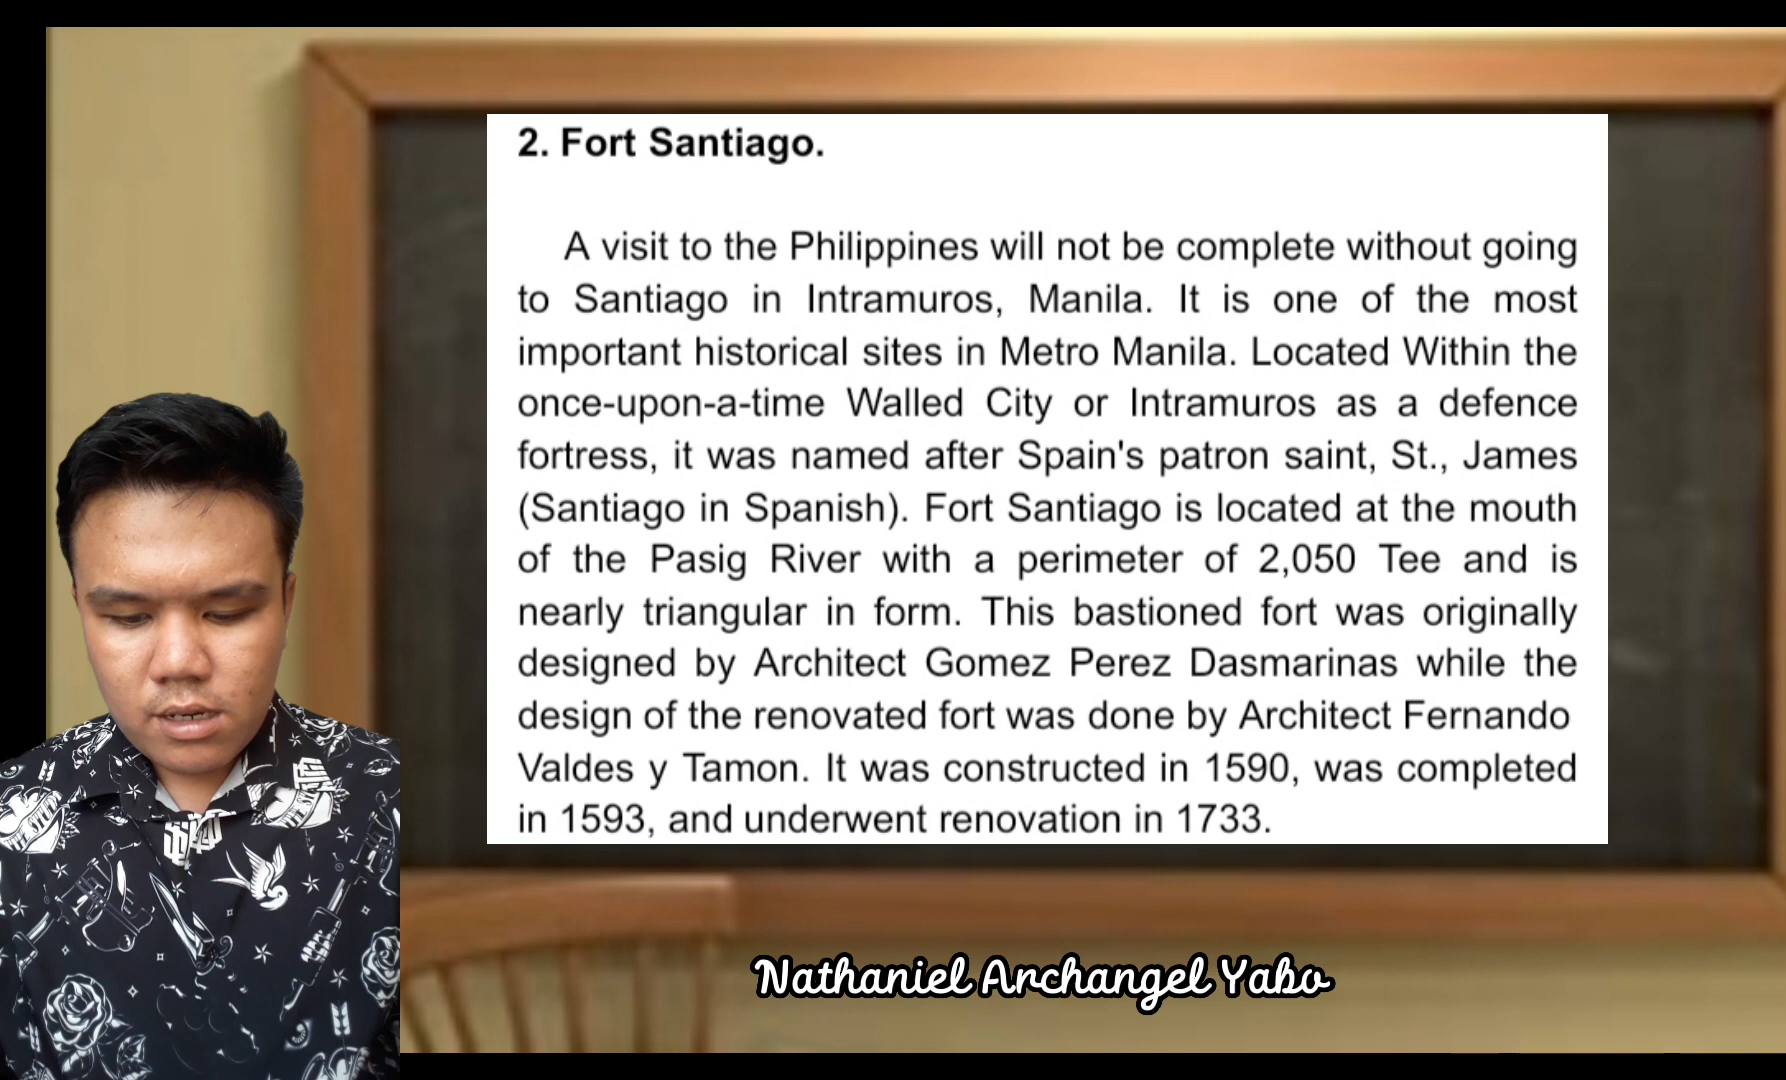 2. Fort Santiago.
A visit to the Philippines will not be complete without going
to Santiago in Intramuros, Manila. It is one of the most
important historical sites in Metro Manila. Located Within the
once-upon-a-time Walled City or Intramuros as a defence
fortress, it was named after Spain's patron saint, St., James
(Santiago in Spanish). Fort Santiago is located at the mouth
of the Pasig River with a perimeter of 2,050 Tee and is
nearly triangular in form. This bastioned fort was originally
designed by Architect Gomez Perez Dasmarinas while the
design of the renovated fort was done by Architect Fernando
Valdes y Tamon. It was constructed in 1590, was completed
in 1593, and underwent renovation in 1733.
Nathaniel Archangel Yabo